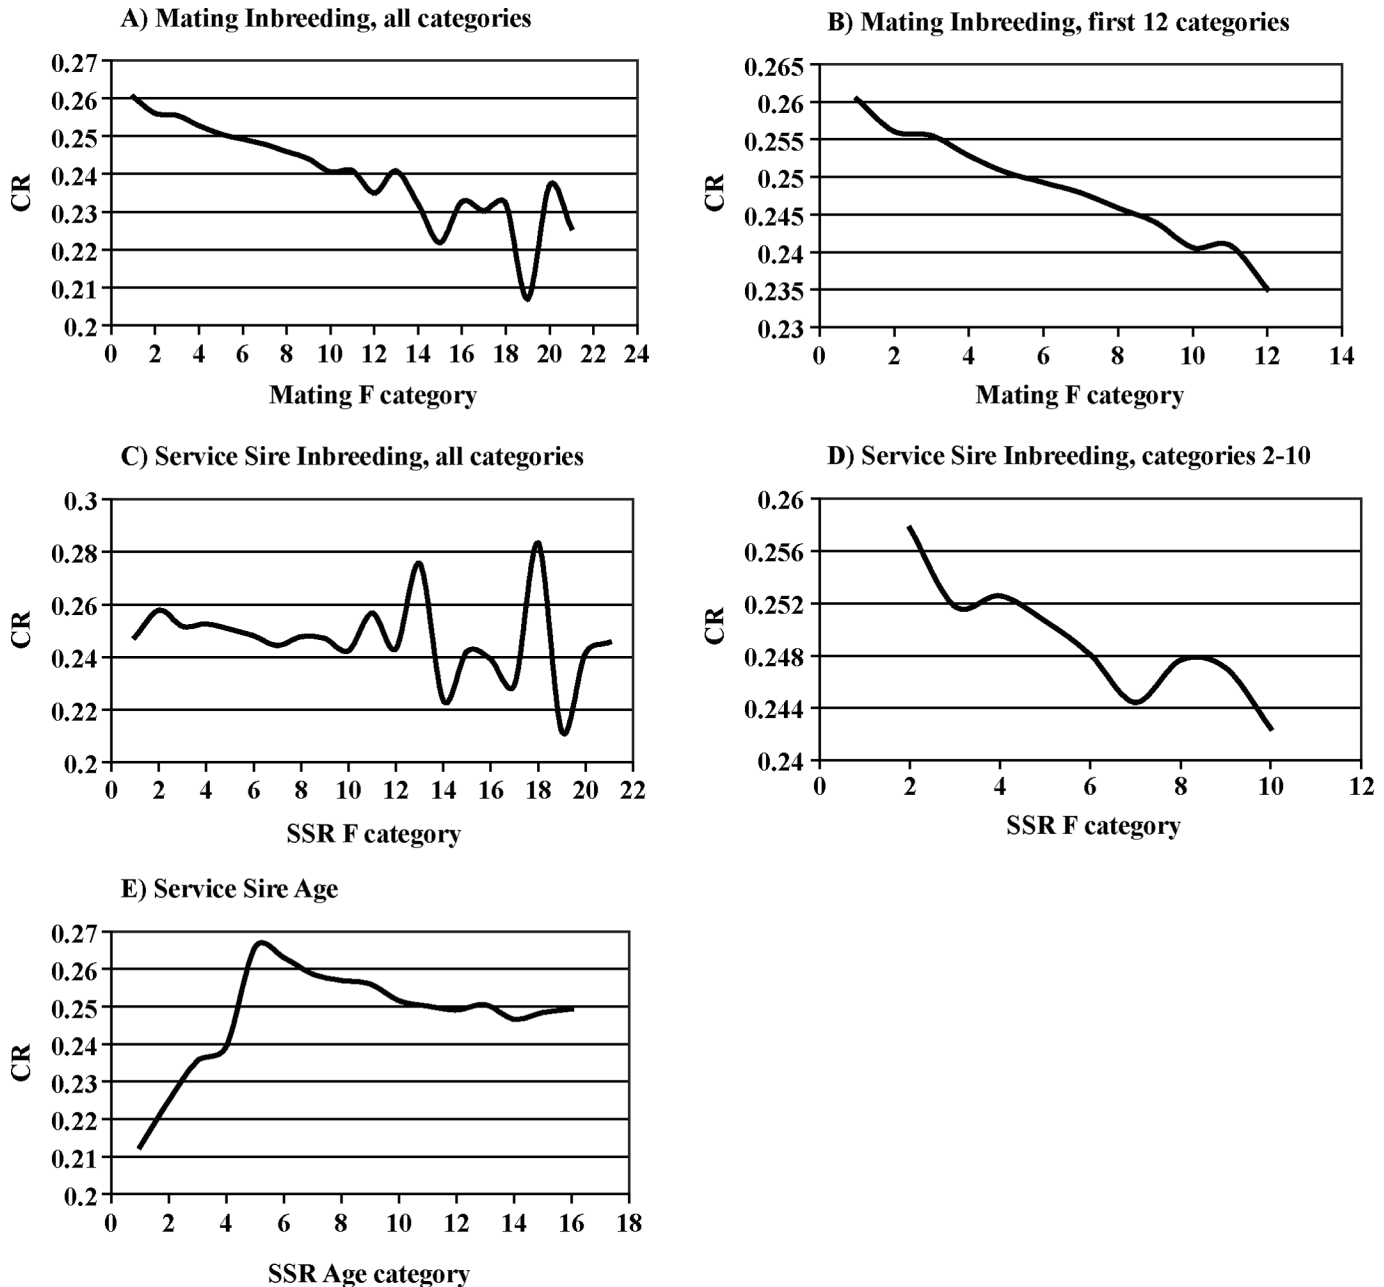 A) Mating Inbreeding, all categories
0.27
0.26
0.25
0.24
0.23
0.22
0.21
0.2
CR
0 2 4 6 8 10 12 14 16 18 20 22 24
Mating F category
B) Mating Inbreeding, first 12 categories
0.265
0.26
0.255
0.25
0.245
0.24
0.235
0.23
CR
0 2 4 6 8 10 12 14
Mating F category
C) Service Sire Inbreeding, all categories
0.3
0.28
0.26
0.24
0.22
0.2
CR
0 2 4 6 8 10 12 14 16 18 20 22
SSR F category
D) Service Sire Inbreeding, categories 2-10
0.26
0.256
0.252
0.248
0.244
0.24
CR
0 2 4 6 8 10 12
SSR F category
E) Service Sire Age
0.27
0.26
0.25
0.24
0.23
0.22
0.21
0.2
CR
0 2 4 6 8 10 12 14 16 18
SSR Age category